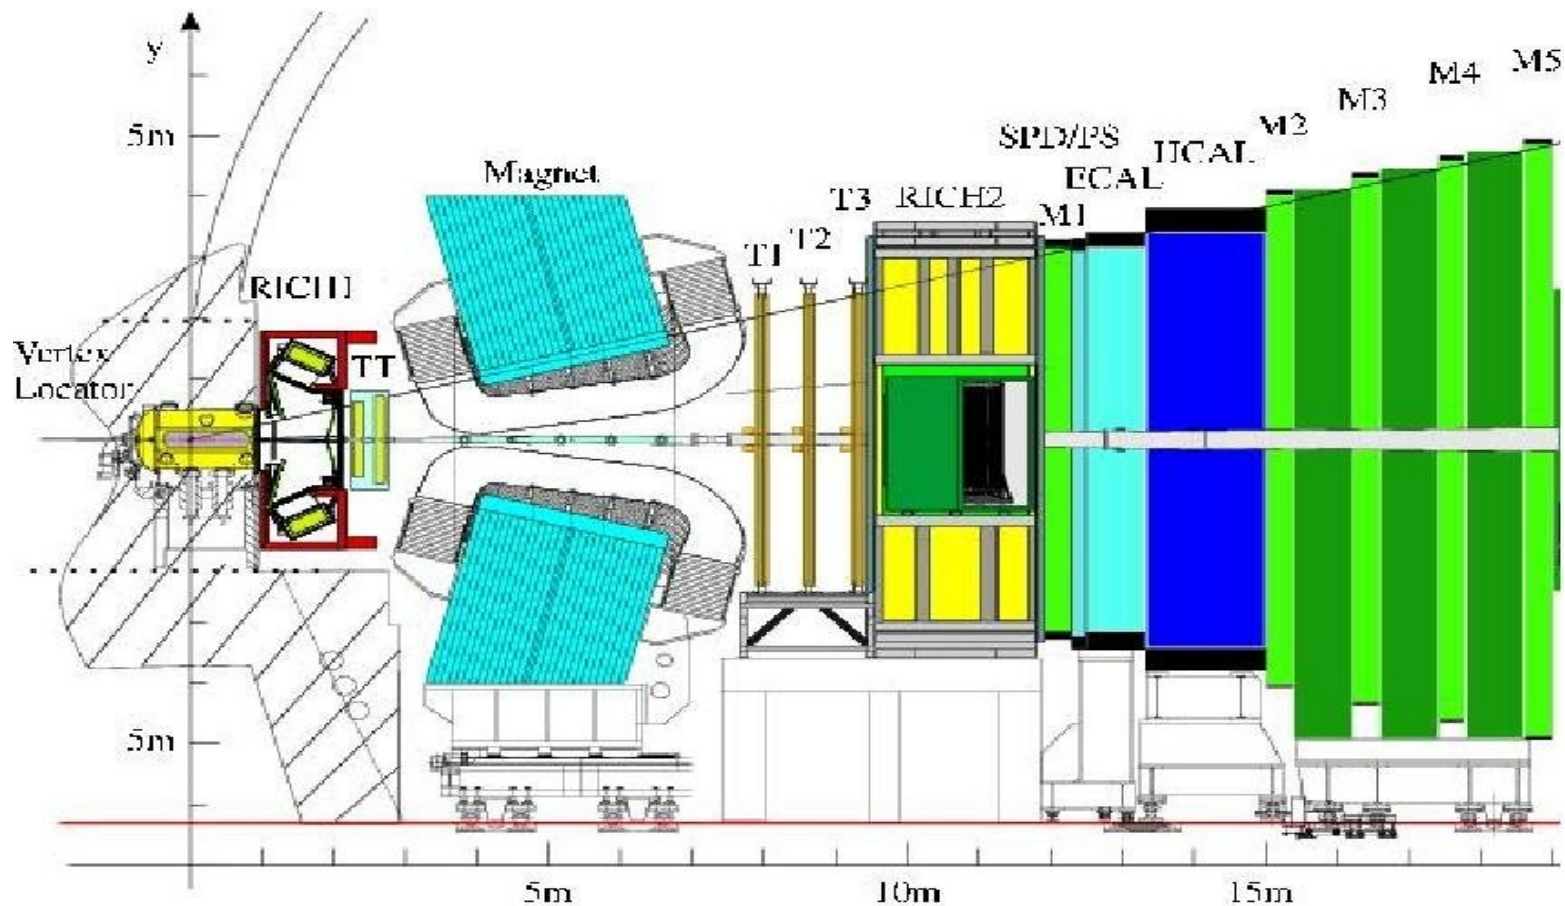 y
5m
M5
M4
M3
M2
SPD/PS
HCAL
ECAL
Magnet
T3
RICH2
M1
T2
T1
RICH1
Vertex
Locator
TT
5m
5m
10m
15m